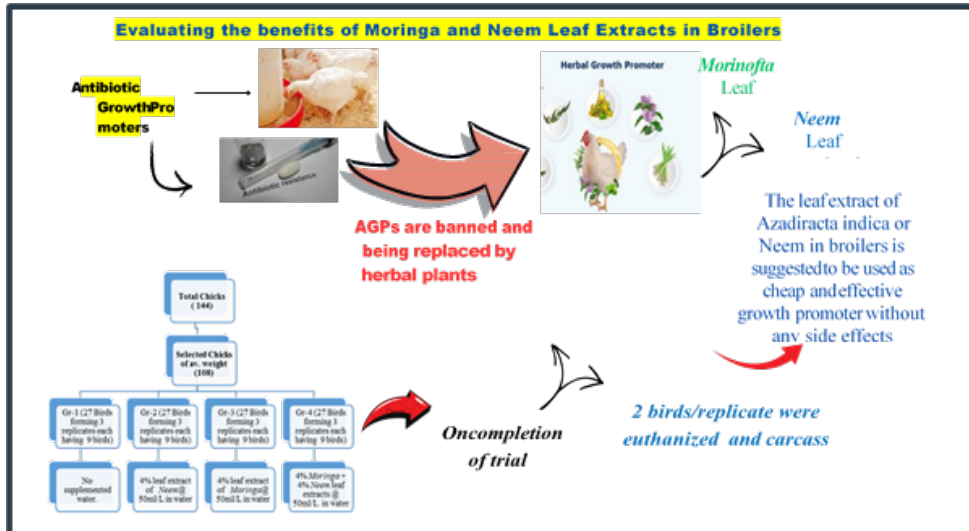 Evaluating the benefits of Moringa and Neem Leaf Extracts in Broilers
Antibiotic
GrowthPro
moters
Antibiotic resistance
Herbal Growth Promoter
Morinofta
Leaf
Neem
Leaf
AGPs are banned and
being replaced by
herbal plants
The leaf extract of
Azadiracta indica or
Neem in broilers is
suggested to be used as
cheap and effective
growth promoter without
any side effects
Total Chicks
(144)
Selected Chicks
of av. weight
(108)
Gr-1 (27 Birds
forming 3
replicates each
having 9 birds)
Gr-2 (27 Birds
forming 3
replicates each
having 9 birds)
Gr-3 (27 Birds
forming 3
replicates each
having 9 birds)
Gr-4 (27 Birds
forming 3
replicates each
having 9 birds)
No
supplemented
water.
4% leaf extract
of Neem@
50ml/L in water
4% leaf extract
of Moringa@
50ml/L in water
4% Moringa +
4% Neem leaf
extracts @
50ml/L. in water
Oncompletion
of trial
2 birds/replicate were
euthanized and carcass